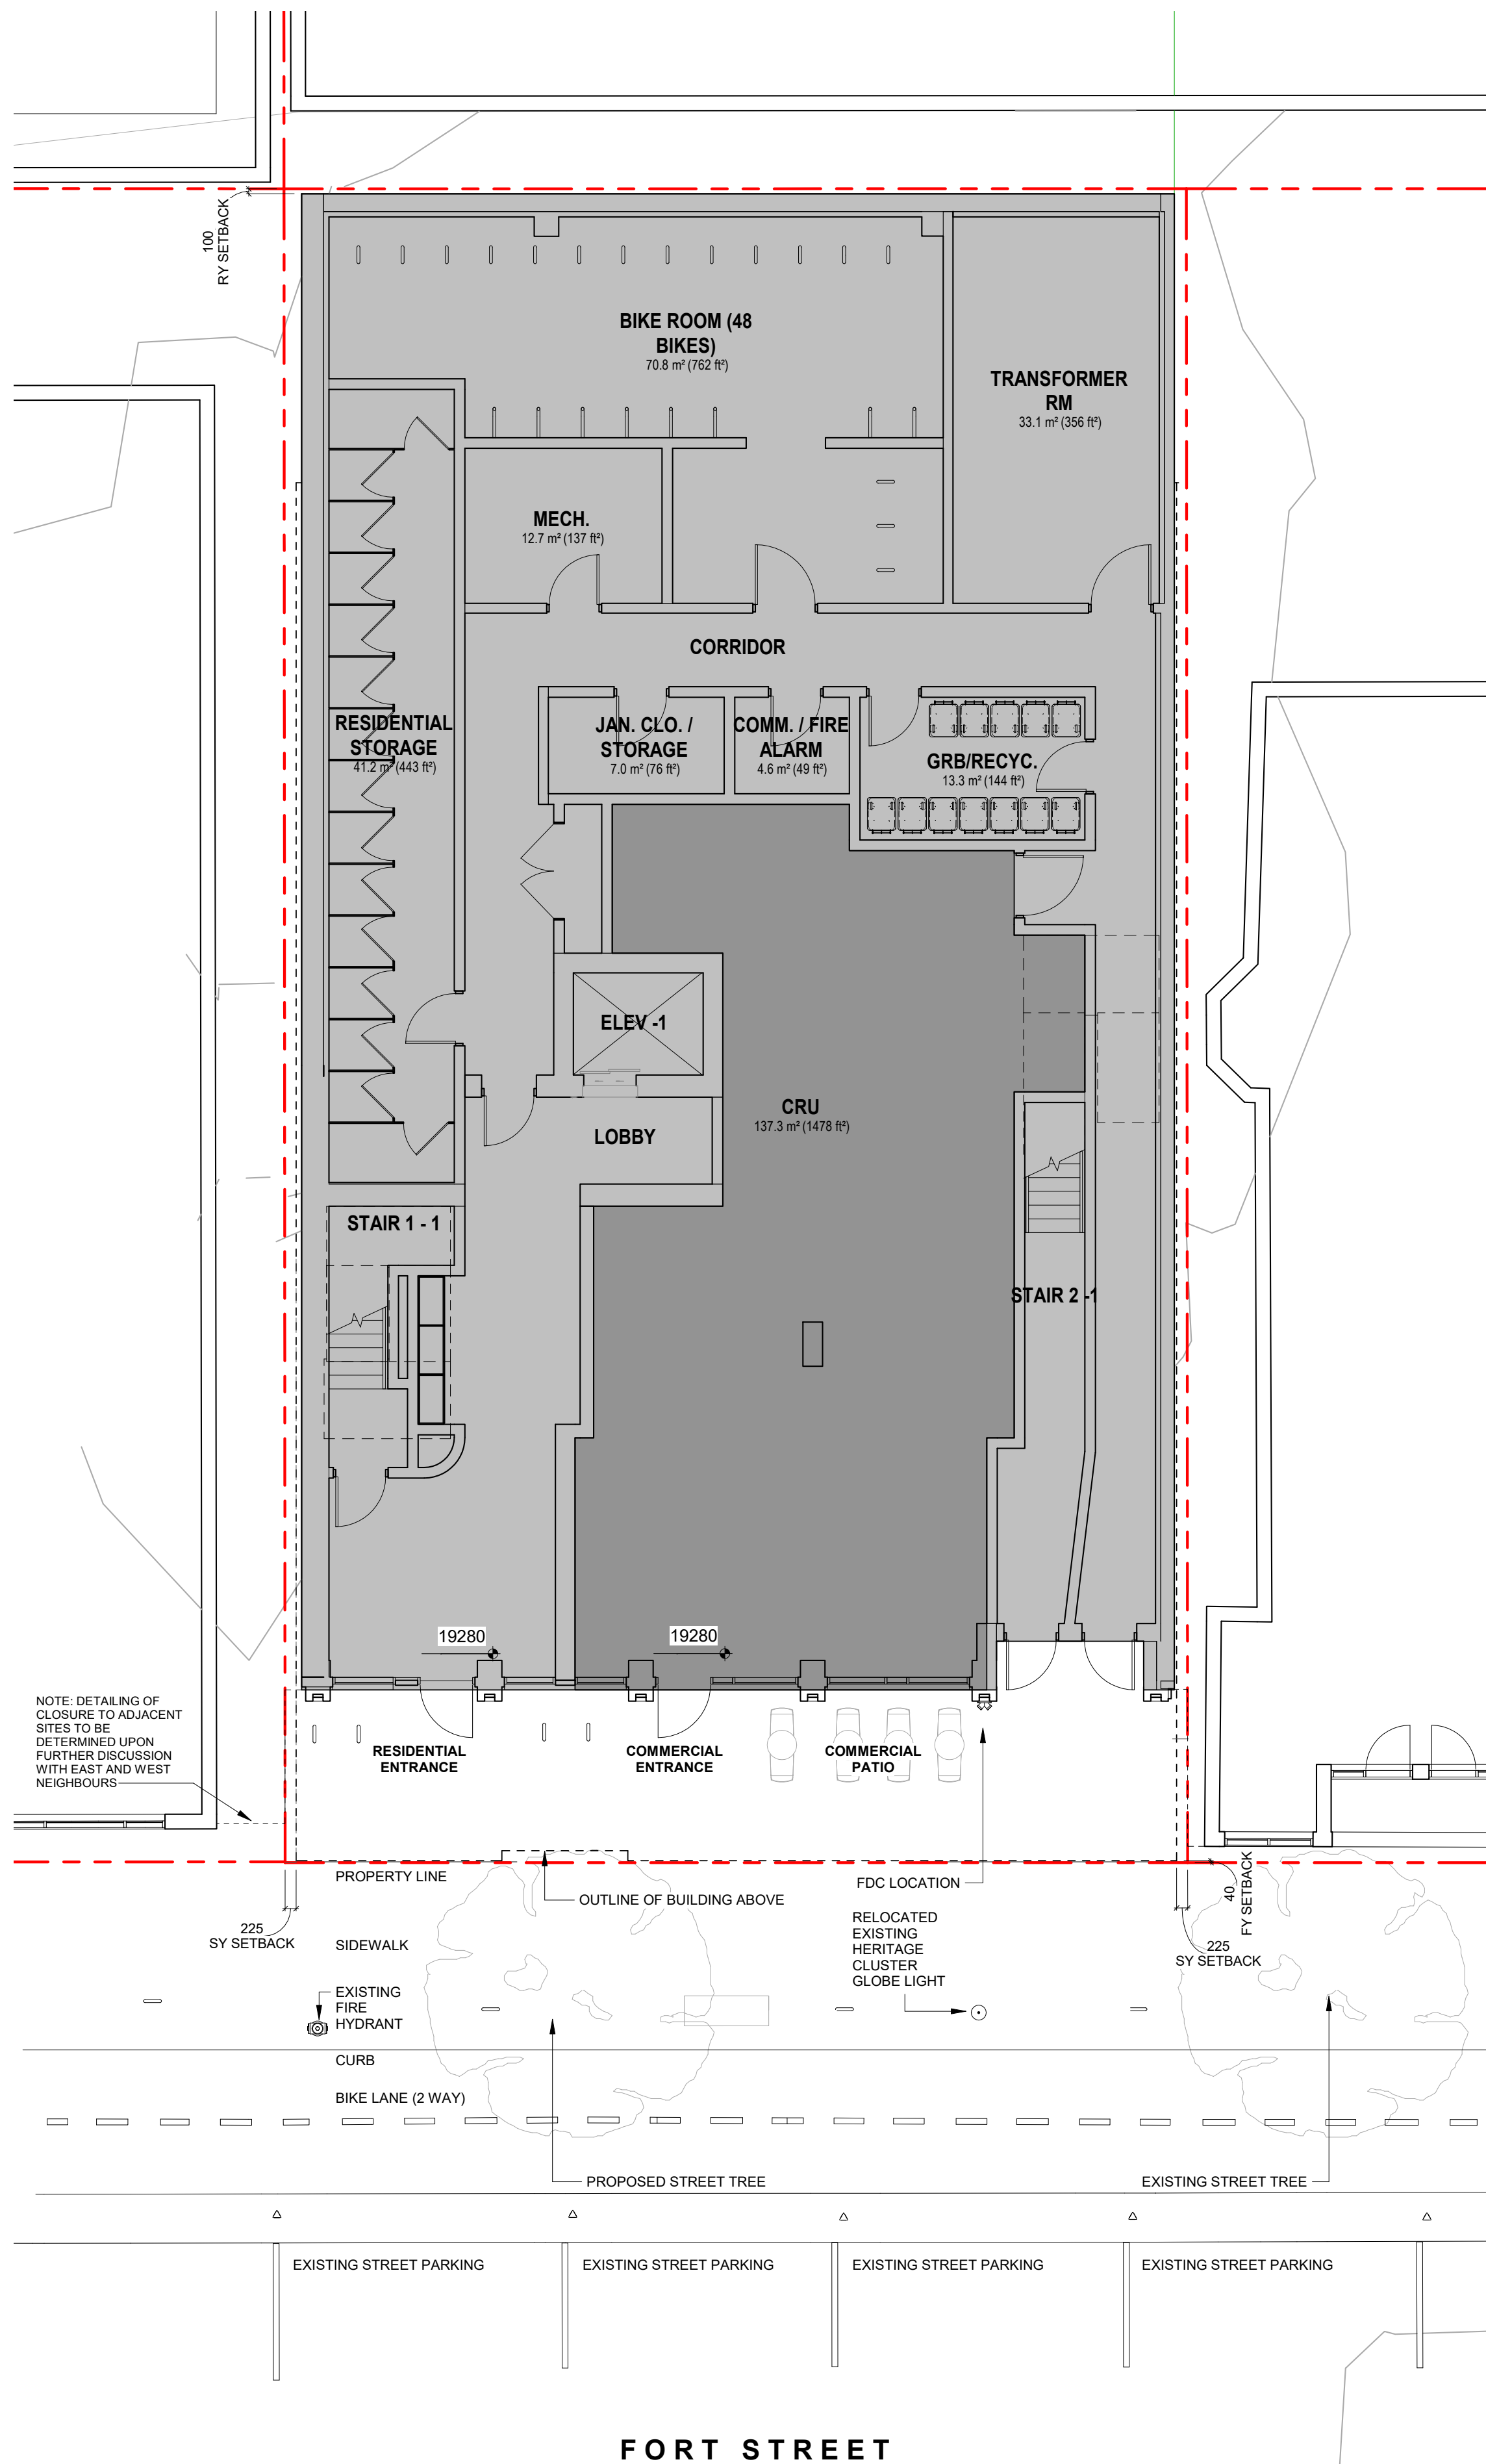 100
RY SETBACK
BIKE ROOM (48
BIKES)
70.8 m² (762 ft²)
TRANSFORMER
RM
33.1 m² (356 ft²)
MECH.
12.7 m² (137 ft²)
CORRIDOR
RESIDENTIAL
STORAGE
41.2 m² (443 ft²)
JAN. CLO. /
STORAGE
7.0 m² (76 ft²)
COMM. / FIRE
ALARM
4.6 m² (49 ft²)
GRB/RECYC.
13.3 m² (144 ft²)
ELEV -1
CRU
137.3 m² (1478 ft²)
LOBBY
STAIR 1 - 1
STAIR 2 -1
19280
19280
NOTE: DETAILING OF
CLOSURE TO ADJACENT
SITES TO BE
DETERMINED UPON
FURTHER DISCUSSION
WITH EAST AND WEST
NEIGHBOURS
RESIDENTIAL
ENTRANCE
COMMERCIAL
ENTRANCE
COMMERCIAL
PATIO
PROPERTY LINE
OUTLINE OF BUILDING ABOVE
FDC LOCATION
40
FY SETBACK
225
SY SETBACK
SIDEWALK
RELOCATED
EXISTING
HERITAGE
CLUSTER
GLOBE LIGHT
225
SY SETBACK
EXISTING
FIRE
HYDRANT
CURB
BIKE LANE (2 WAY)
PROPOSED STREET TREE
EXISTING STREET TREE
EXISTING STREET PARKING
EXISTING STREET PARKING
EXISTING STREET PARKING
EXISTING STREET PARKING
FORT STREET